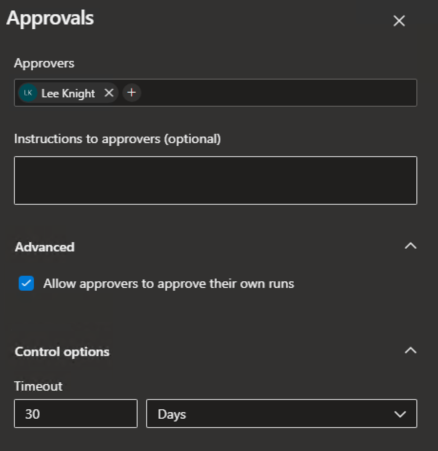 Approvals
Approvers
LK Lee Knight
Instructions to approvers (optional)
Advanced
Allow approvers to approve their own runs
Control options
Timeout
30 Days